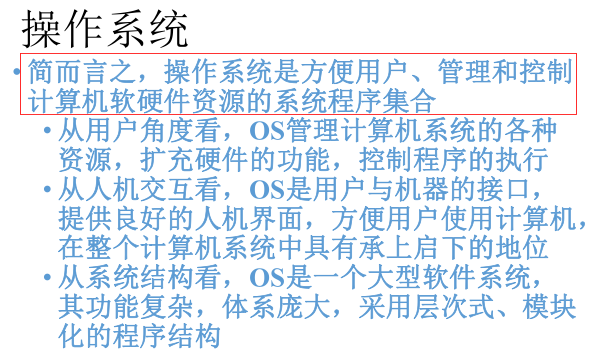 操作系统
• 简而言之，操作系统是方便用户、管理和控制
计算机软硬件资源的系统程序集合
• 从用户角度看，OS管理计算机系统的各种
资源，扩充硬件的功能，控制程序的执行
• 从人机交互看，OS是用户与机器的接口，
提供良好的人机界面，方便用户使用计算机，
在整个计算机系统中具有承上启下的地位
• 从系统结构看，OS是一个大型软件系统，
其功能复杂，体系庞大，采用层次式、模块
化的程序结构